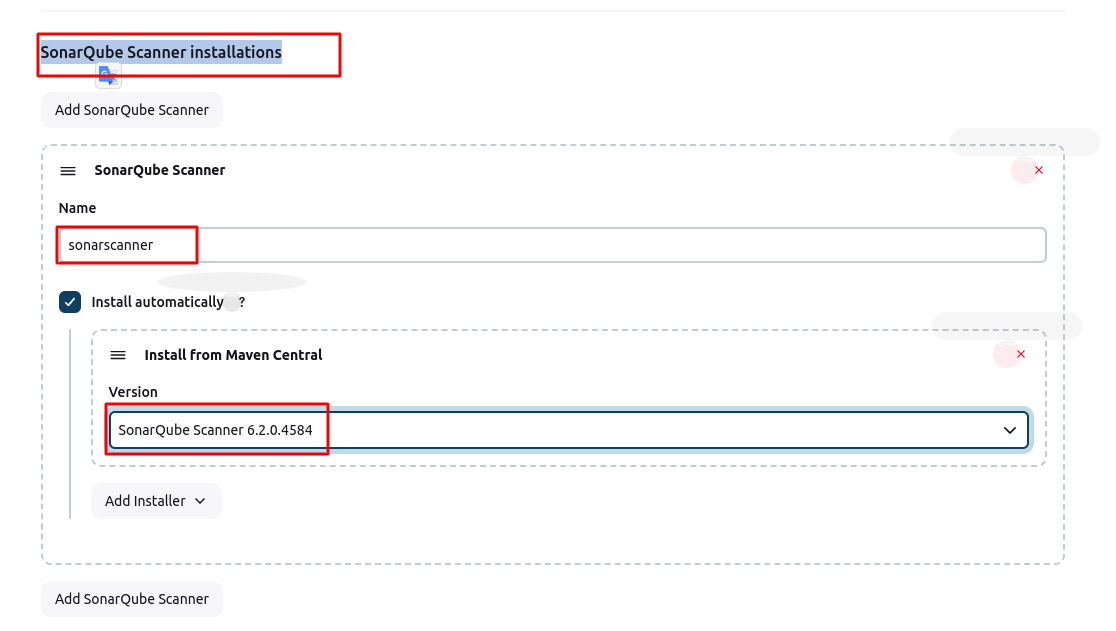 SonarQube Scanner installations
Add SonarQube Scanner
SonarQube Scanner
Name
sonarscanner
Install automatically ?
Install from Maven Central
Version
SonarQube Scanner 6.2.0.4584
Add Installer
Add SonarQube Scanner